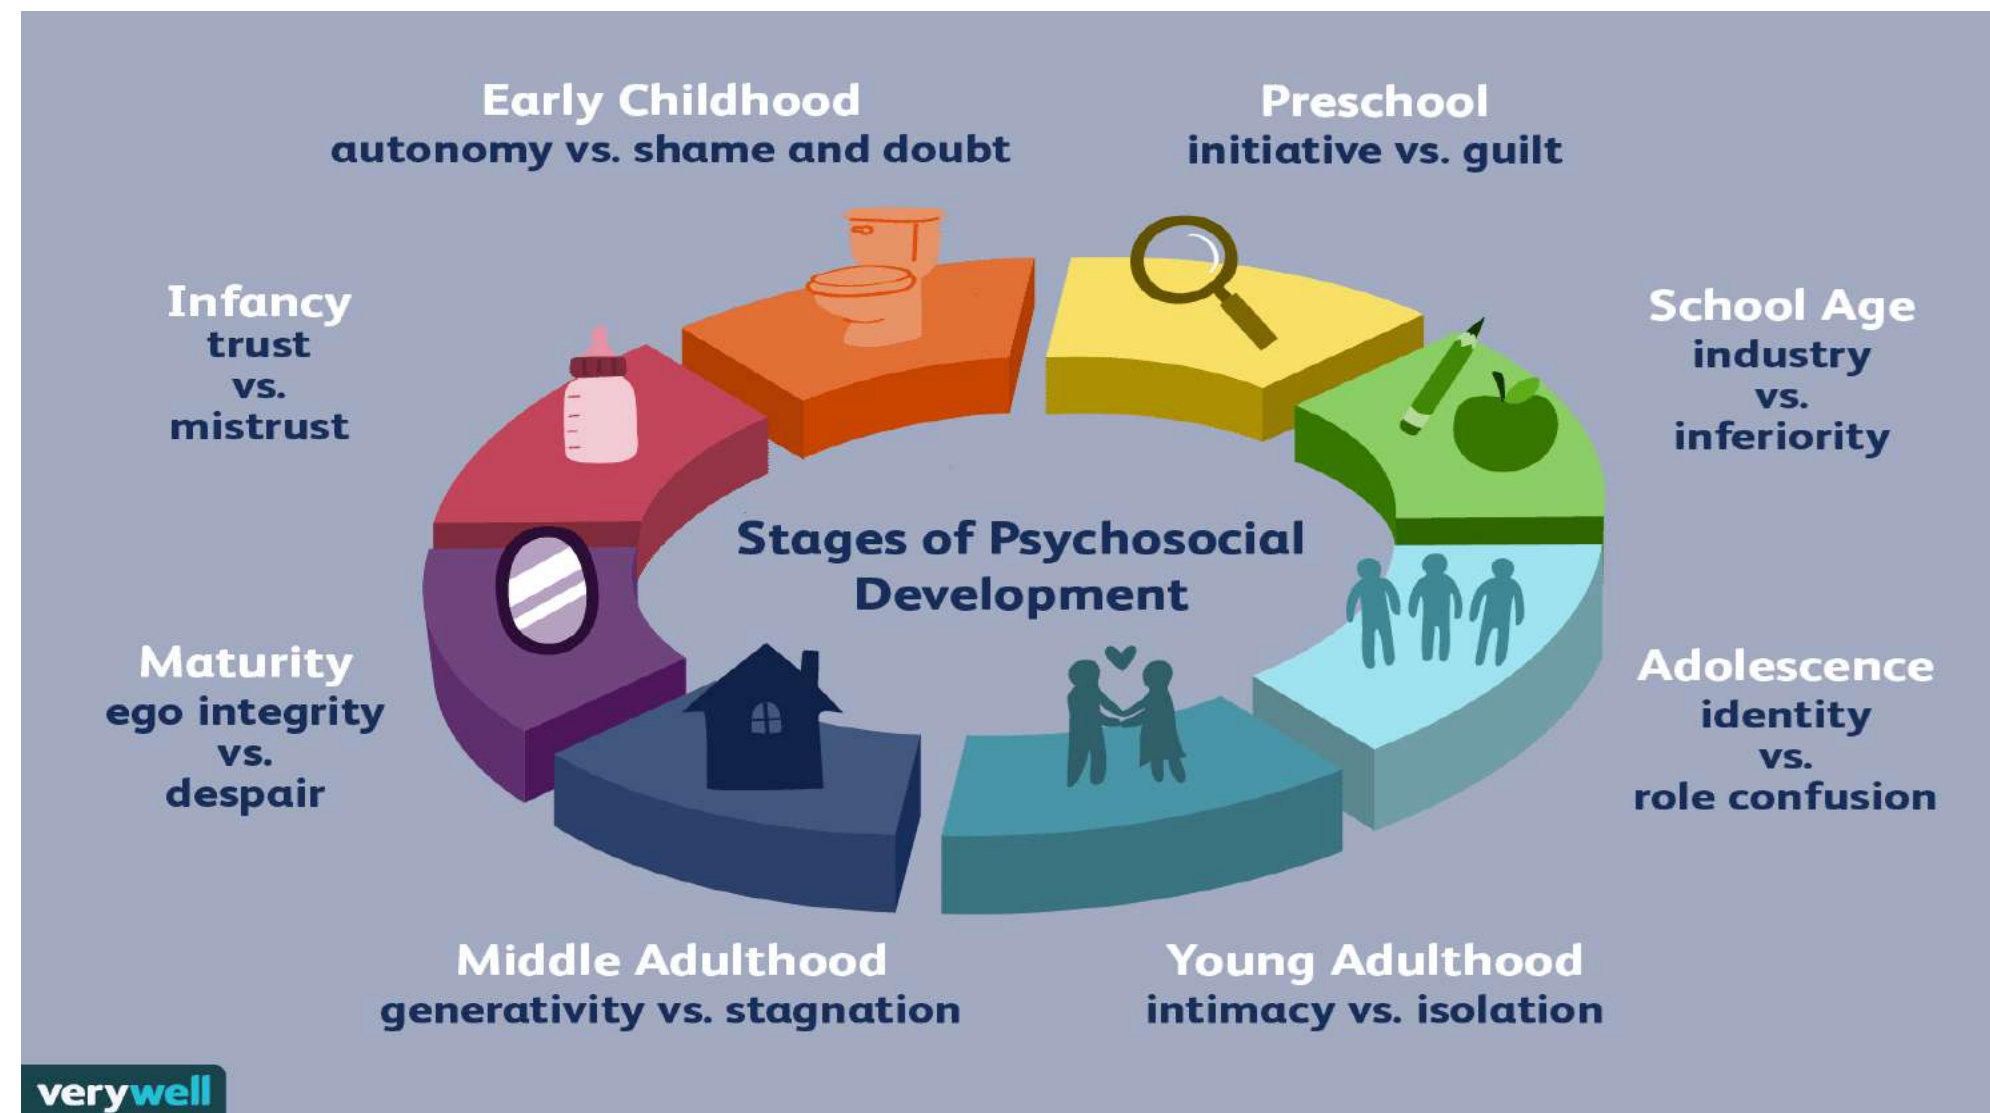 Early Childhood
autonomy vs. shame and doubt
Preschool
initiative vs. guilt
Infancy
trust
vs.
mistrust
School Age
industry
vs.
inferiority
Stages of Psychosocial
Development
Maturity
ego integrity
vs.
despair
Adolescence
identity
vs.
role confusion
Middle Adulthood
generativity vs. stagnation
Young Adulthood
intimacy vs. isolation
verywell